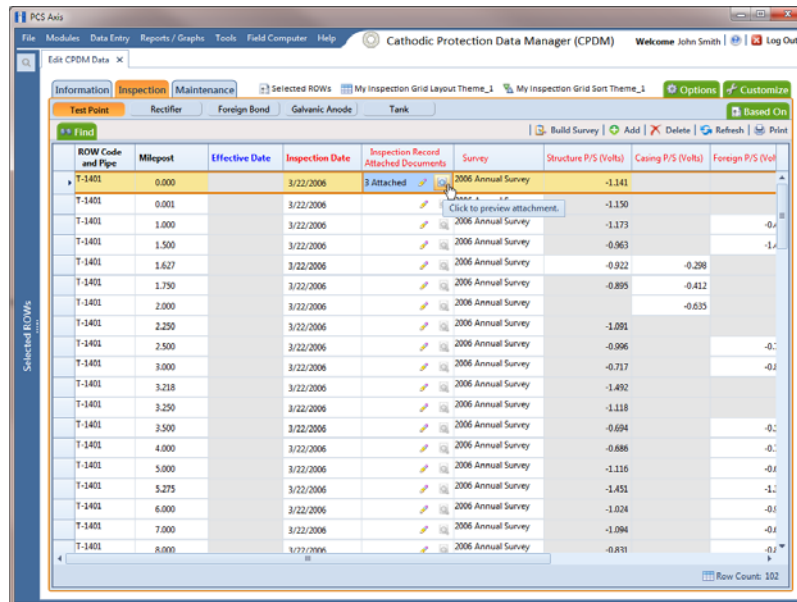 PCS Axis
File Modules Data Entry Reports / Graphs Tools Field Computer Help Cathodic Protection Data Manager (CPDM) Welcome John Smith Log Out
Edit CPDM Data
Information Inspection Maintenance Selected ROWs My Inspection Grid Layout Theme_1 My Inspection Grid Sort Theme_1 Options Customize
Test Point Rectifier Foreign Bond Galvanic Anode Tank Based On
Find Build Survey Add Delete Refresh Print
ROW Code and Pipe Milepost Effective Date Inspection Date Inspection Record Attached Documents Survey Structure P/S (Volts) Casing P/S (Volts) Foreign P/S (Vol
T-1401 0.000 3/22/2006 3 Attached 2006 Annual Survey -1.141
T-1401 0.001 3/22/2006 -1.150
Click to preview attachment.
T-1401 1.000 3/22/2006 2006 Annual Survey -1.173
T-1401 1.500 3/22/2006 2006 Annual Survey -0.963
T-1401 1.627 3/22/2006 2006 Annual Survey -0.922 -0.298
T-1401 1.750 3/22/2006 2006 Annual Survey -0.895 -0.412
T-1401 2.000 3/22/2006 2006 Annual Survey -0.635
T-1401 2.250 3/22/2006 2006 Annual Survey -1.091
T-1401 2.500 3/22/2006 2006 Annual Survey -0.996
T-1401 3.000 3/22/2006 2006 Annual Survey -0.717
T-1401 3.218 3/22/2006 2006 Annual Survey -1.492
T-1401 3.250 3/22/2006 2006 Annual Survey -1.118
T-1401 3.500 3/22/2006 2006 Annual Survey -0.694
T-1401 4.000 3/22/2006 2006 Annual Survey -0.686
T-1401 5.000 3/22/2006 2006 Annual Survey -1.116
T-1401 5.275 3/22/2006 2006 Annual Survey -1.451
T-1401 6.000 3/22/2006 2006 Annual Survey -1.024
T-1401 7.000 3/22/2006 2006 Annual Survey -1.094
T-1401 8.000 3/22/2006 2006 Annual Survey -0.831
Selected ROWs
Row Count: 102